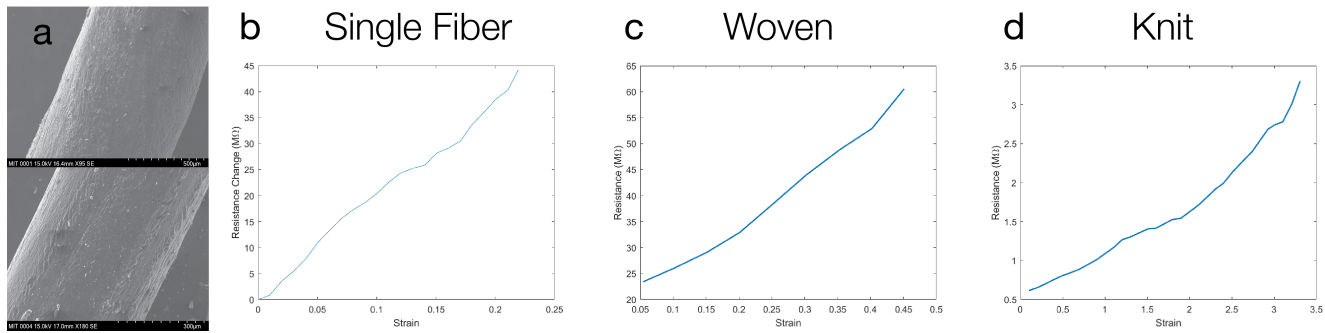 a
MIT 0001 15.0kV 16.4mm X95 SE 500µm
MIT 0004 15.0kV 17.0mm X180 SE 300µm
b Single Fiber
45
40
35
30
25
20
15
10
5
0
Resistance Change (MΩ)
0 0.05 0.1 0.15 0.2 0.25
Strain
c Woven
65
60
55
50
45
40
35
30
25
20
Resistance (MΩ)
0.05 0.1 0.15 0.2 0.25 0.3 0.35 0.4 0.45 0.5
Strain
d Knit
3.5
3
2.5
2
1.5
1
0.5
Resistance (MΩ)
0 0.5 1 1.5 2 2.5 3 3.5
Strain